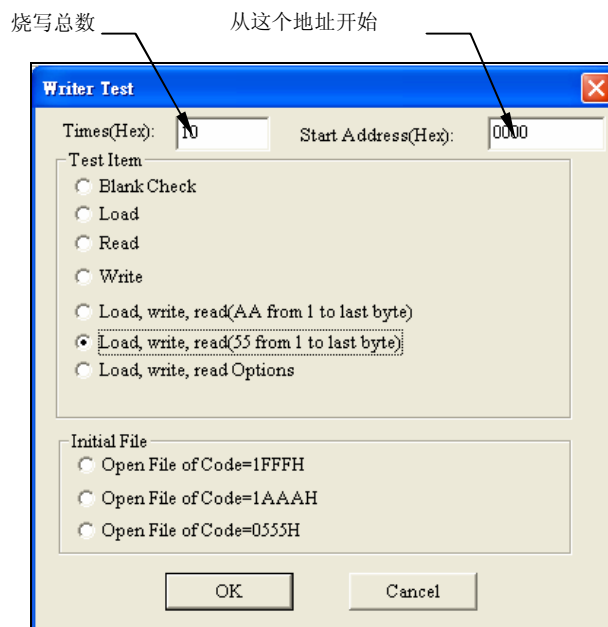 烧写总数 从这个地址开始
Writer Test
Times(Hex): 10 Start Address(Hex): 0000
Test Item
Blank Check
Load
Read
Write
Load, write, read(AA from 1 to last byte)
Load, write, read(55 from 1 to last byte)
Load, write, read Options
Initial File
Open File of Code=1FFFH
Open File of Code=1AAAH
Open File of Code=0555H
OK Cancel